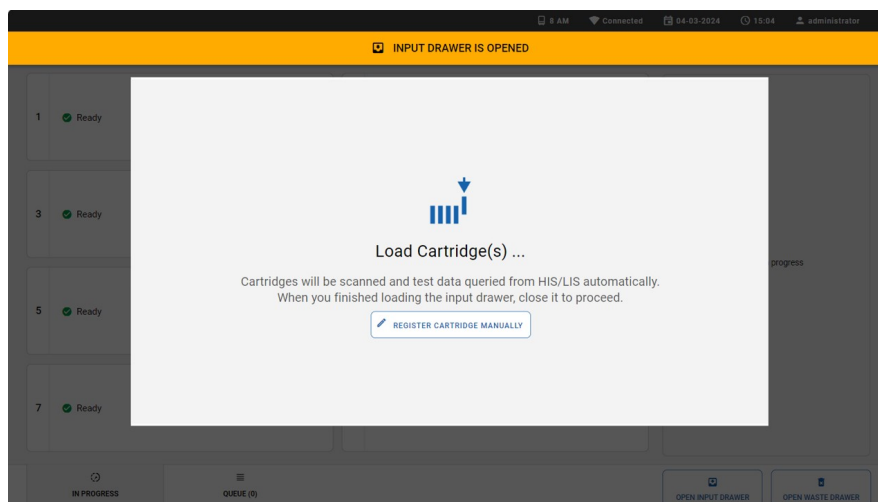 8 AM Connected 04-03-2024 15:04 administrator
INPUT DRAWER IS OPENED
1 Ready
3 Ready
5 Ready
7 Ready
progress
Load Cartridge(s) ...
Cartridges will be scanned and test data queried from HIS/LIS automatically.
When you finished loading the input drawer, close it to proceed.
REGISTER CARTRIDGE MANUALLY
IN PROGRESS
QUEUE (0)
OPEN INPUT DRAWER
OPEN WASTE DRAWER